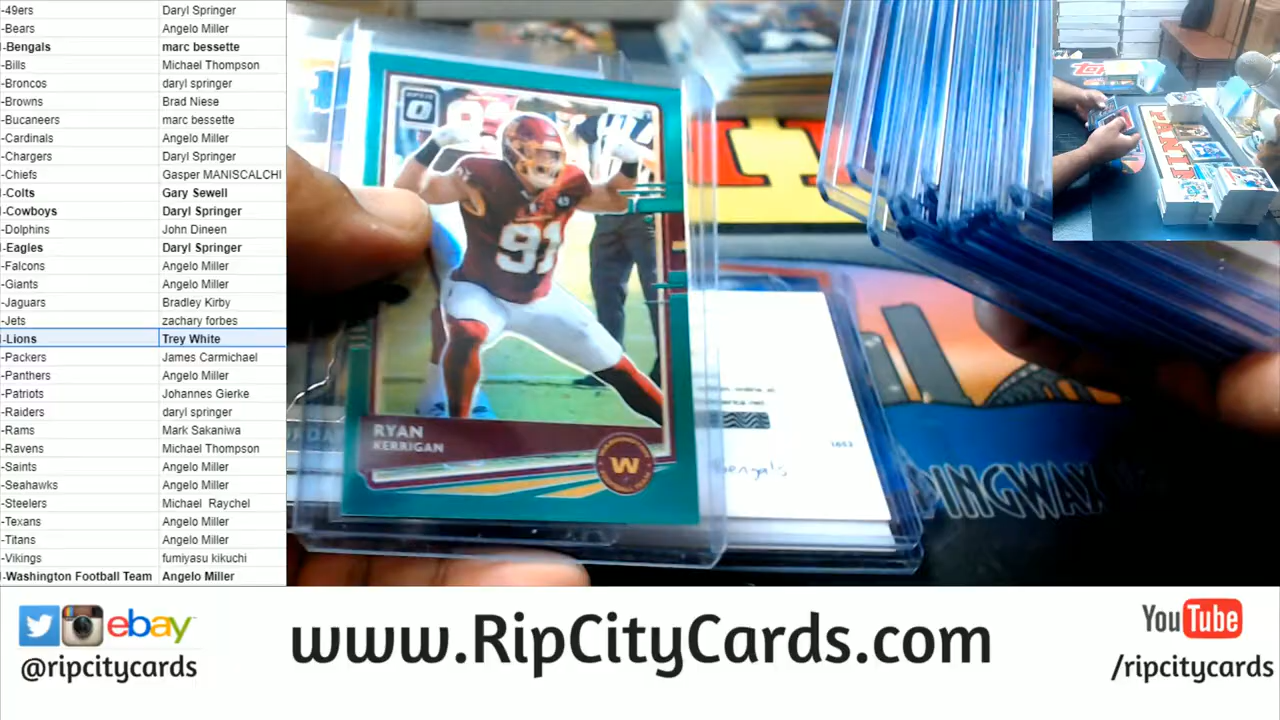 -49ers Daryl Springer
-Bears Angelo Miller
-Bengals marc bessette
-Bills Michael Thompson
-Broncos daryl springer
-Browns Brad Niese
-Bucaneers marc bessette
-Cardinals Angelo Miller
-Chargers Daryl Springer
-Chiefs Gasper MANISCALCHI
-Colts Gary Sewell
-Cowboys Daryl Springer
-Dolphins John Dineen
-Eagles Daryl Springer
-Falcons Angelo Miller
-Giants Angelo Miller
-Jaguars Bradley Kirby
-Jets zachary forbes
-Lions Trey White
-Packers James Carmichael
-Panthers Angelo Miller
-Patriots Johannes Gierke
-Raiders daryl springer
-Rams Mark Sakaniwa
-Ravens Michael Thompson
-Saints Angelo Miller
-Seahawks Angelo Miller
-Steelers Michael Raychel
-Texans Angelo Miller
-Titans Angelo Miller
-Vikings fumiyasu kikuchi
-Washington Football Team Angelo Miller
91
RYAN
KERRIGAN
W
PANINI
DINGWAX
ebay
@ripcitycards
www.RipCityCards.com
YouTube
/ripcitycards